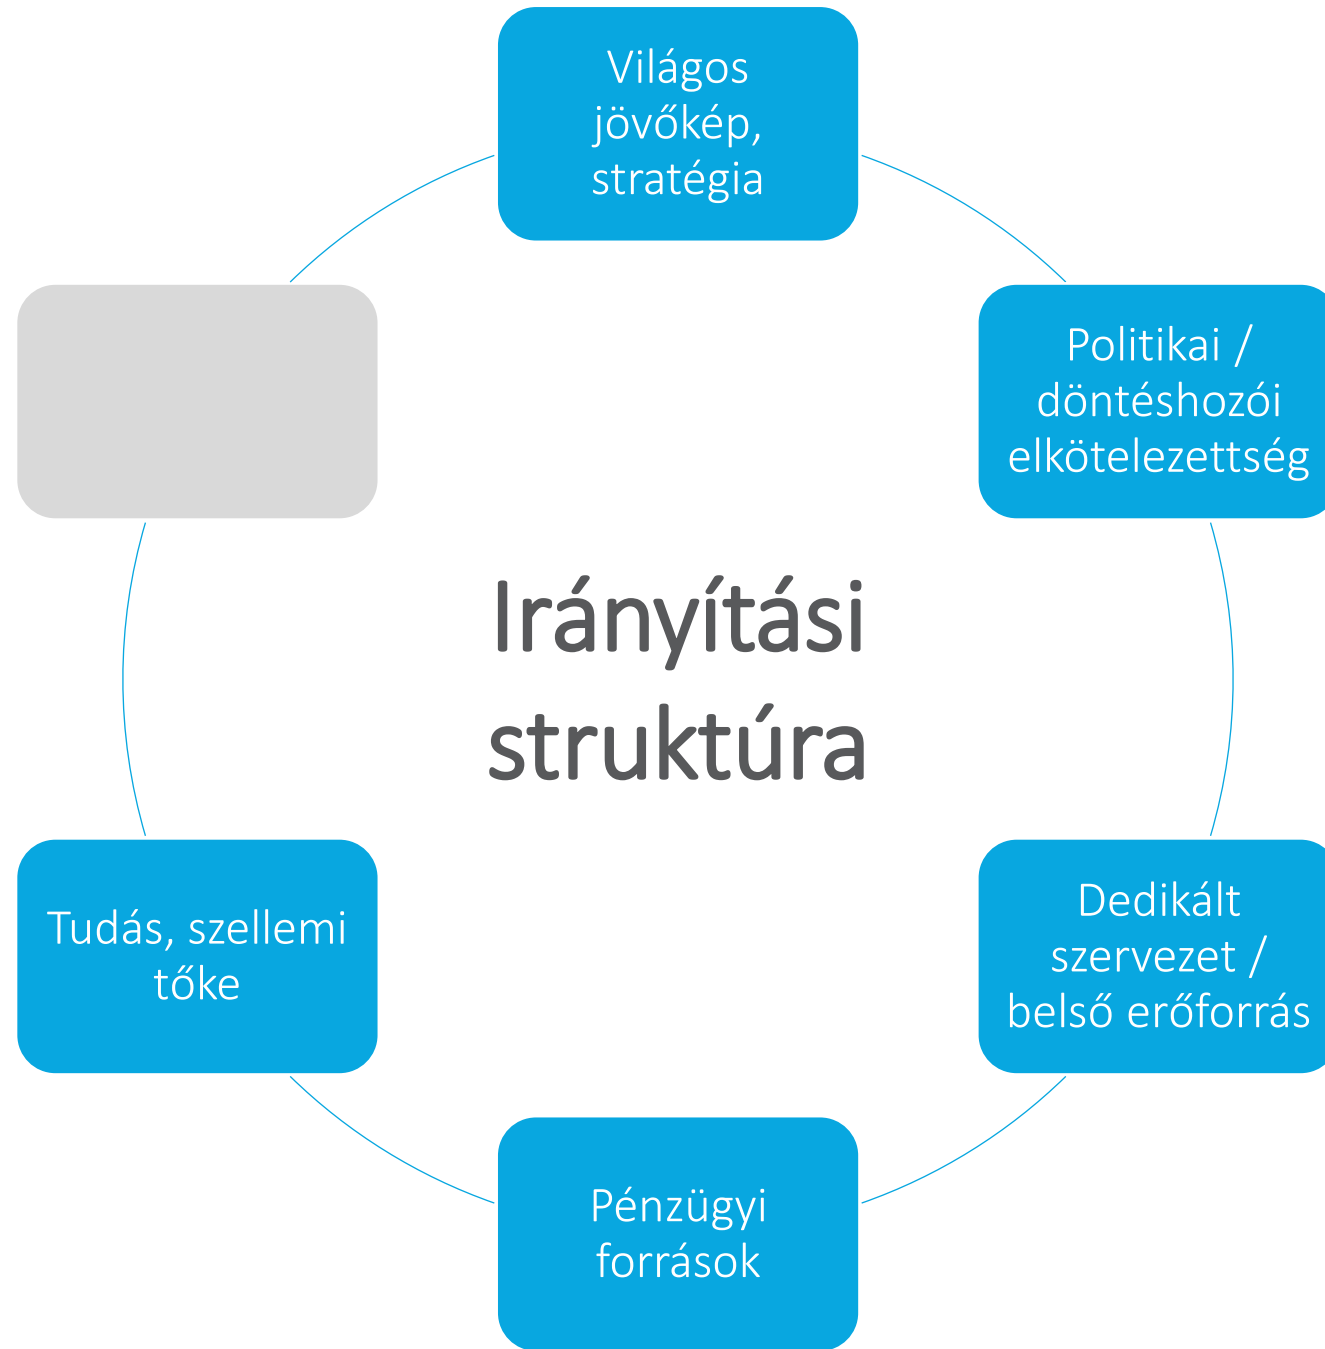 Világos
jövőkép,
stratégia
Politikai /
döntéshozói
elkötelezettség
Irányítási
struktúra
Dedikált
szervezet /
belső erőforrás
Tudás, szellemi
tőke
Pénzügyi
források